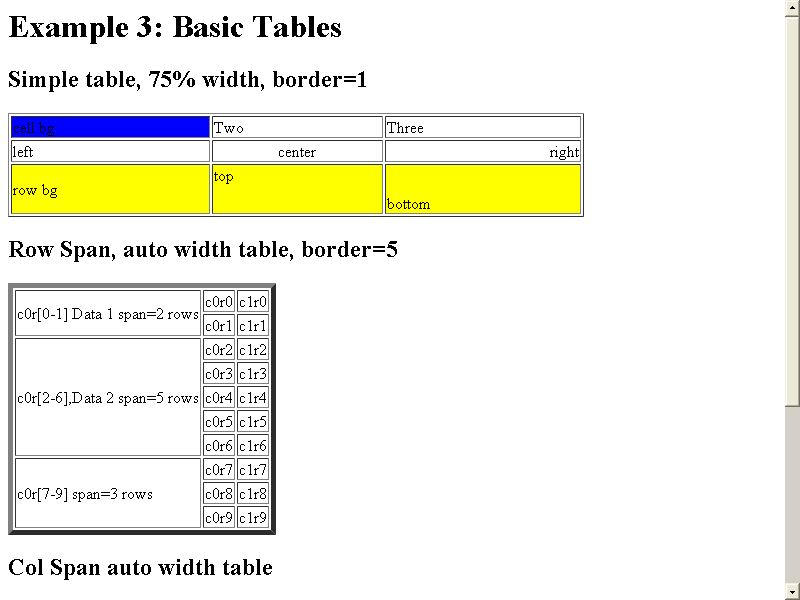 Example 3: Basic Tables
Simple table, 75% width, border=1
cell bg Two Three
left center right
row bg top bottom
Row Span, auto width table, border=5
c0r[0-1] Data 1 span=2 rows c0r0 c1r0
c0r1 c1r1
c0r[2-6],Data 2 span=5 rows c0r2 c1r2
c0r3 c1r3
c0r4 c1r4
c0r5 c1r5
c0r6 c1r6
c0r[7-9] span=3 rows c0r7 c1r7
c0r8 c1r8
c0r9 c1r9
Col Span auto width table